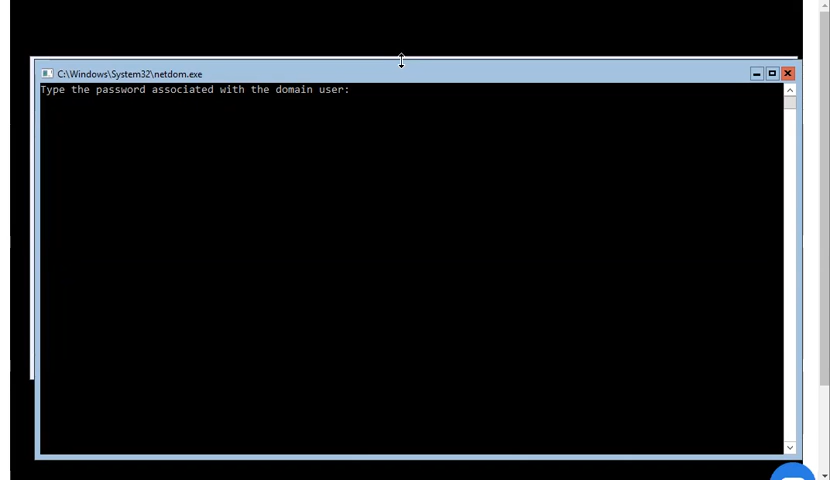 C:\Windows\System32\netdom.exe
Type the password associated with the domain user: